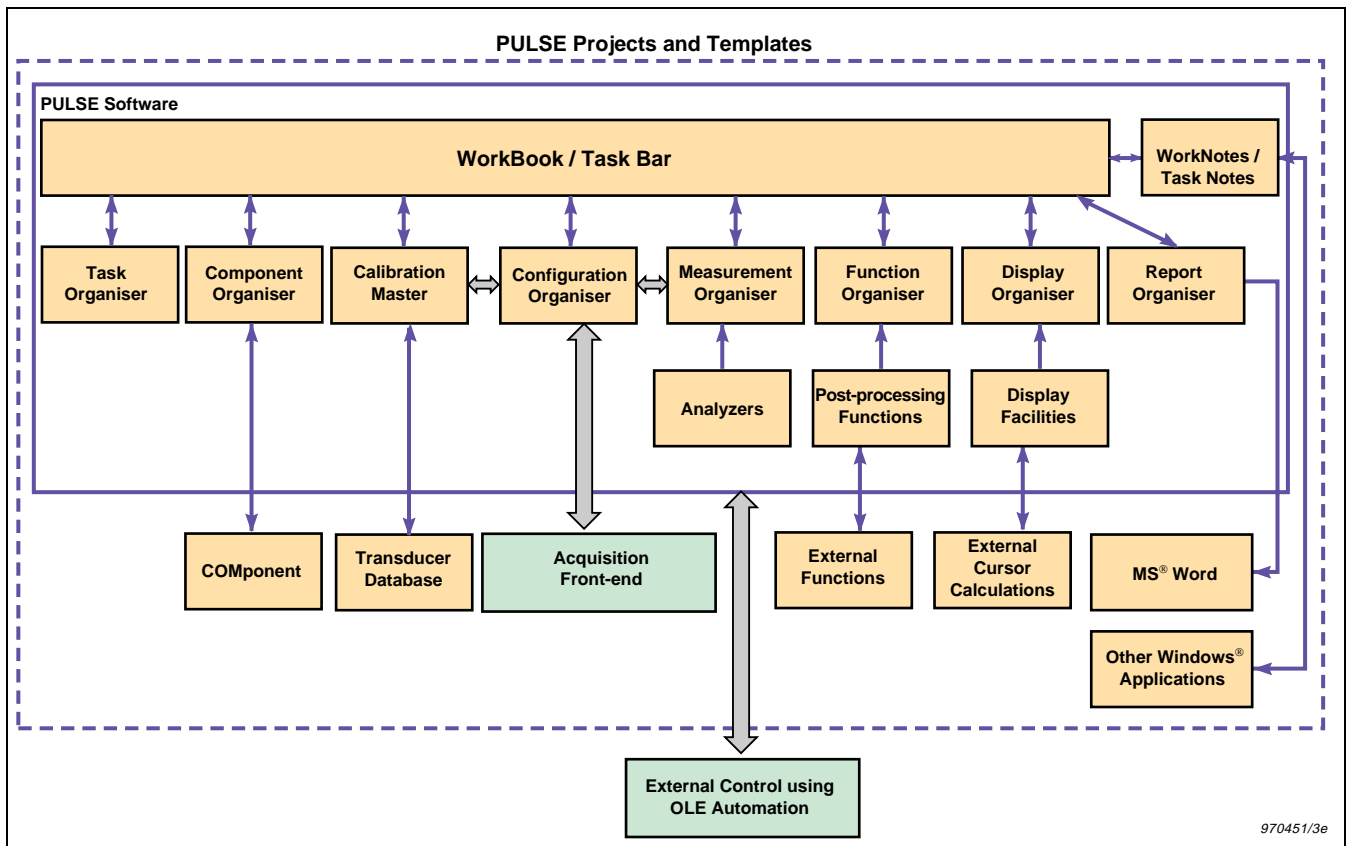 PULSE Projects and Templates
PULSE Software
WorkBook / Task Bar
WorkNotes /
Task Notes
Task
Organiser
Component
Organiser
Calibration
Master
Configuration
Organiser
Measurement
Organiser
Function
Organiser
Display
Organiser
Report
Organiser
Analyzers
Post-processing
Functions
Display
Facilities
COMponent
Transducer
Database
Acquisition
Front-end
External
Functions
External
Cursor
Calculations
MS® Word
Other Windows®
Applications
External Control using
OLE Automation
970451/3e